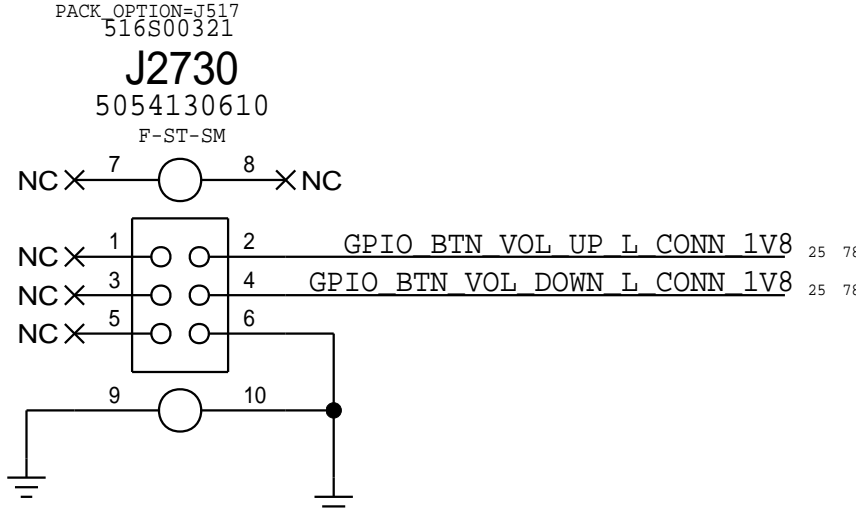 PACK_OPTION=J517
516S00321
J2730
5054130610
F-ST-SM
NC 7 8 NC
NC 1 2 GPIO_BTN_VOL_UP_L_CONN_1V8 25 78
NC 3 4 GPIO_BTN_VOL_DOWN_L_CONN_1V8 25 78
NC 5 6
9 10